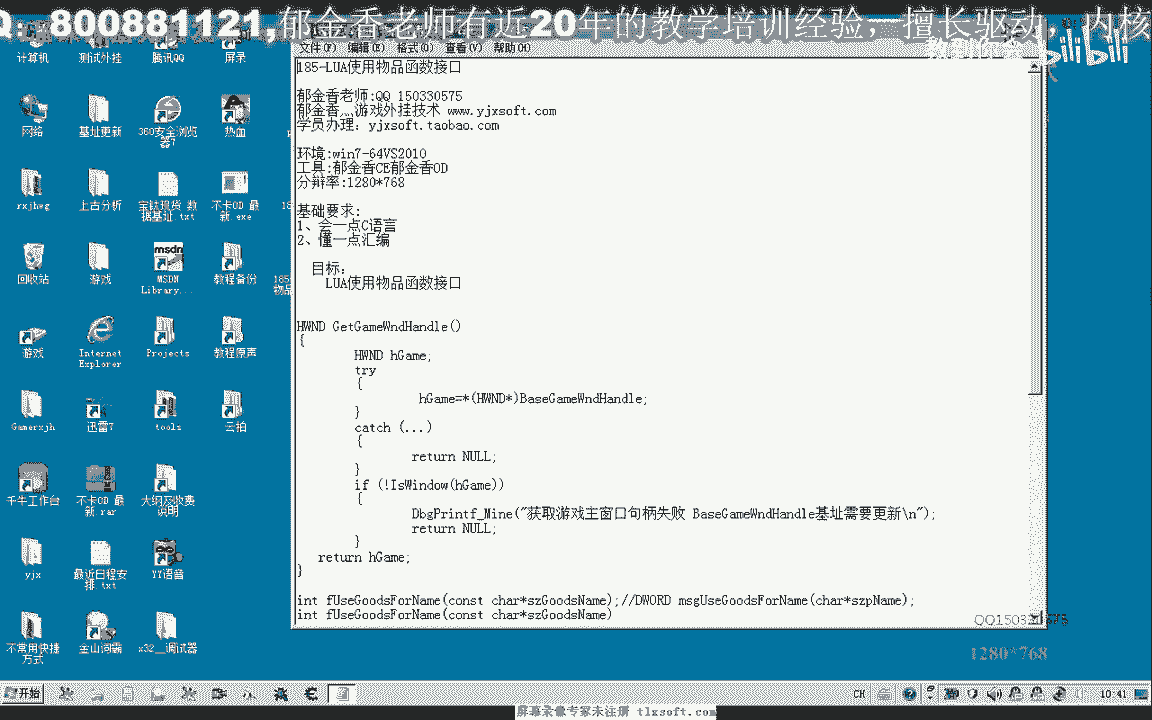 Q: 800881121,郁金香老师有近20年的教学培训经验，擅长驱动，内核
bilibili
计算机
测试外挂
腾讯QQ
屏录
文件(F) 编辑(E) 格式(O) 查看(V) 帮助(H)
185-LUA使用物品函数接口
郁金香老师:QQ 150330575
郁金香灬游戏外挂技术 www.yjxsoft.com
学员办理：yjxsoft.taobao.com
环境:win7-64VS2010
工具:郁金香CE郁金香OD
分辩率:1280*768
基础要求:
1、会一点C语言
2、懂一点汇编
目标：
LUA使用物品函数接口
HWND GetGameWndHandle()
{
HWND hGame;
try
{
hGame=*(HWND*)BaseGameWndHandle;
}
catch (...)
{
return NULL;
}
if (!IsWindow(hGame))
{
DbgPrintf_Mine("获取游戏主窗口句柄失败 BaseGameWndHandle基址需要更新\n");
return NULL;
}
return hGame;
}
int fUseGoodsForName(const char*szGoodsName);//DWORD msgUseGoodsForName(char*szpName);
int fUseGoodsForName(const char*szGoodsName)
网络
基址更新
360安全浏览器7
热血
rxjhwg
上古分析
宝钛现货 数据基址.txt
不卡OD 最新.exe
回收站
游戏
MSDN Library...
教程备份
游戏
Internet Explorer
Projects
教程原声
Gamerxjh
迅雷7
tools
云拍
千牛工作台
不卡OD 最新.rar
大纲及收费说明
yjx
最近日程安排.txt
YY语音
不常用快捷方式
金山词霸
x32__调试器
1280*768
开始
CH
10:41
屏幕录像专家未注册 tlxsoft.com